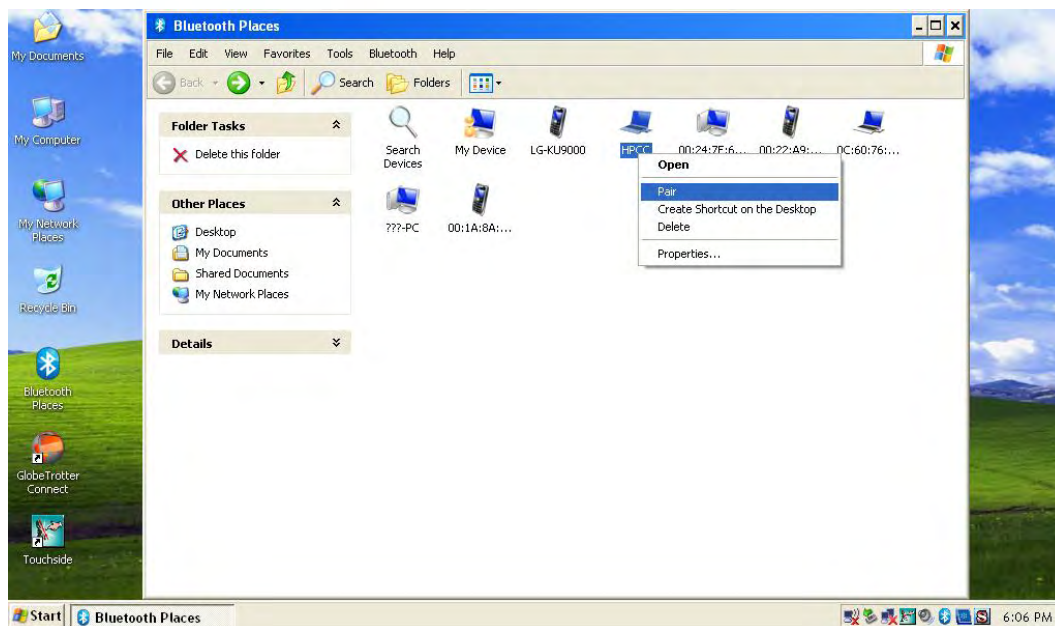 My Documents
My Computer
My Network
Places
Recycle Bin
Bluetooth
Places
GlobeTrotter
Connect
Touchside
Bluetooth Places
File Edit View Favorites Tools Bluetooth Help
Back Search Folders
Folder Tasks
Delete this folder
Other Places
Desktop
My Documents
Shared Documents
My Network Places
Details
Search
Devices
My Device
LG-KU9000
HPCC
00:24:7E:6...
00:22:A9:...
0C:60:76:...
???-PC
00:1A:8A:...
Open
Pair
Create Shortcut on the Desktop
Delete
Properties...
Start
Bluetooth Places
6:06 PM